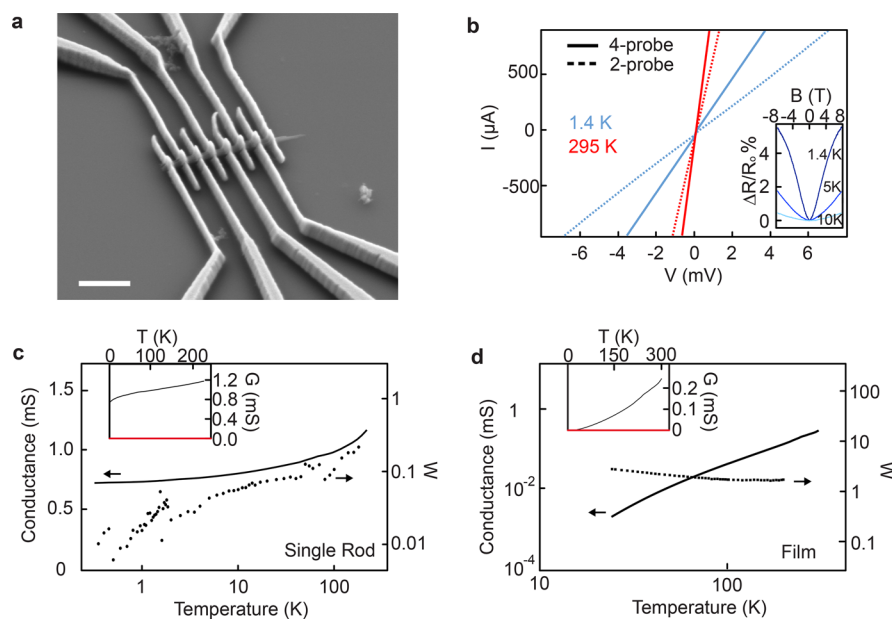 a
b
4-probe
2-probe
1.4 K
295 K
I (μA)
500
0
-500
-6 -4 -2 0 2 4 6
V (mV)
B (T)
-8 -4 0 4 8
ΔR/R₀ %
4
2
0
1.4 K
5K
10K
c
T (K)
0 100 200
G (mS)
1.2
0.8
0.4
0.0
Conductance (mS)
1.5
1.0
0.5
0
W
1
0.1
0.01
Single Rod
1 10 100
Temperature (K)
d
T (K)
0 150 300
G (mS)
0.2
0.1
0
Conductance (mS)
1
10⁻²
10⁻⁴
W
100
10
1
0.1
Film
10 100
Temperature (K)